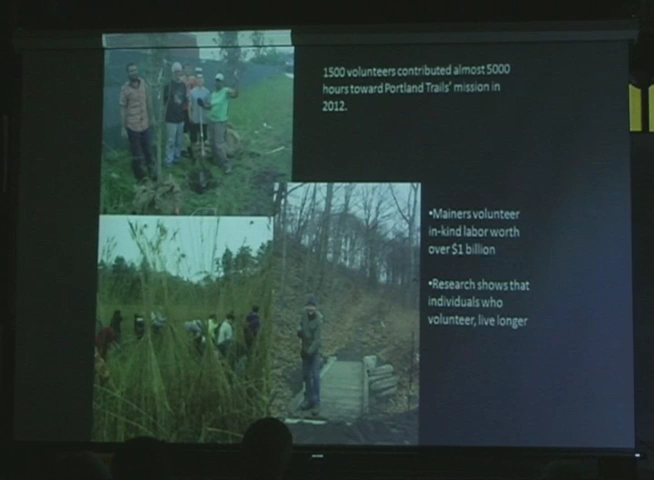 1500 volunteers contributed almost 5000
hours toward Portland Trails' mission in
2012.
•Mainers volunteer
in-kind labor worth
over $1 billion
•Research shows that
individuals who
volunteer, live longer